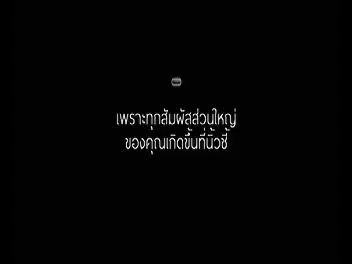 เพราะทุกสัมผัสส่วนใหญ่
ของคุณเกิดขึ้นที่นิ้วชี้